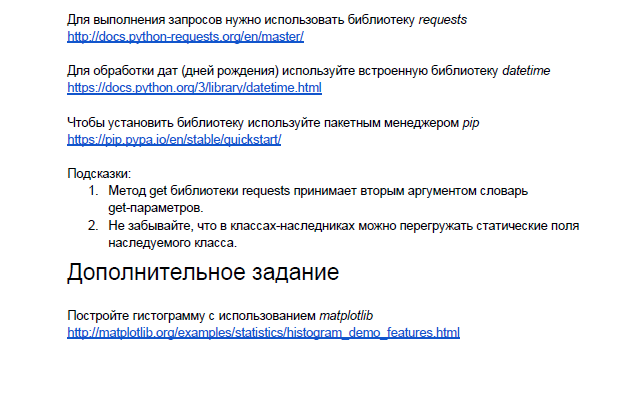 Для выполнения запросов нужно использовать библиотеку requests
http://docs.python-requests.org/en/master/
Для обработки дат (дней рождения) используйте встроенную библиотеку datetime
https://docs.python.org/3/library/datetime.html
Чтобы установить библиотеку используйте пакетным менеджером pip
https://pip.pypa.io/en/stable/quickstart/
Подсказки:
1. Метод get библиотеки requests принимает вторым аргументом словарь
get-параметров.
2. Не забывайте, что в классах-наследниках можно перегружать статические поля
наследуемого класса.
Дополнительное задание
Постройте гистограмму с использованием matplotlib
http://matplotlib.org/examples/statistics/histogram_demo_features.html